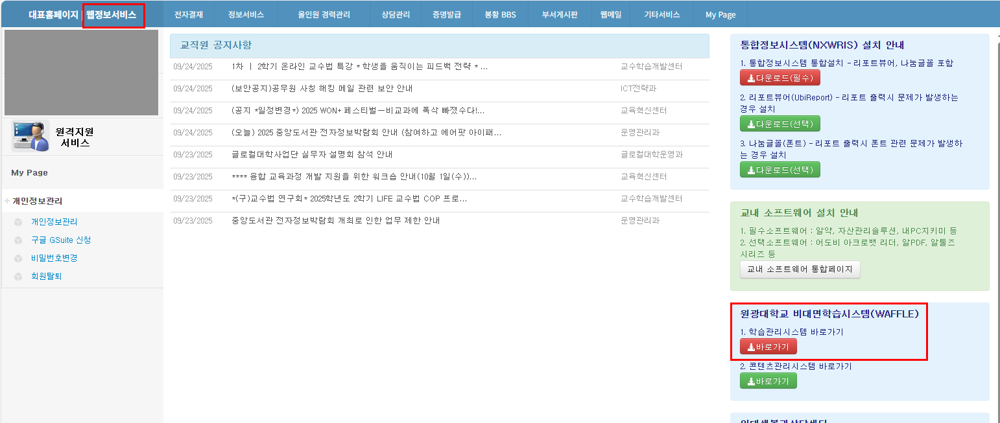 대표홈페이지 | 웹정보서비스 전자결재 정보서비스 올인원 경력관리 상담관리 증명발급 봉황 BBS 부서게시판 웹메일 기타서비스 My Page
원격지원
서비스
My Page
개인정보관리
개인정보관리
구글 GSuite 신청
비밀번호변경
회원탈퇴
교직원 공지사항
09/24/2025 1차 ㅣ 2학기 온라인 교수법 특강 * 학생을 움직이는 피드백 전략 * ... 교수학습개발센터
09/24/2025 (보안공지)공무원 사칭 해킹 메일 관련 보안 안내 ICT전략과
09/24/2025 (공지 *일정변경*) 2025 WON+ 페스티벌－비교과에 폭삭 빠졌수다!... 교육혁신센터
09/24/2025 (오늘) 2025 중앙도서관 전자정보박람회 안내 (참여하고 에어팟 아이패... 운영관리과
09/23/2025 글로컬대학사업단 실무자 설명회 참석 안내 글로컬대학운영과
09/23/2025 **** 융합 교육과정 개발 지원을 위한 워크숍 안내(10월 1일(수))... 교육혁신센터
09/23/2025 *(구)교수법 연구회* 2025학년도 2학기 LIFE 교수법 COP 프로... 교수학습개발센터
09/23/2025 중앙도서관 전자정보박람회 개최로 인한 업무 제한 안내 운영관리과
통합정보시스템(NXWRIS) 설치 안내
1. 통합정보시스템 통합설치 - 리포트뷰어, 나눔글꼴 포함
다운로드(필수)
2. 리포트뷰어(UbiReport) - 리포트 출력시 문제가 발생하는
경우 설치
다운로드(선택)
3. 나눔글꼴(폰트) - 리포트 출력시 폰트 관련 문제가 발생하
는 경우 설치
다운로드(선택)
교내 소프트웨어 설치 안내
1. 필수소프트웨어 : 알약, 자산관리솔루션, 내PC지키미 등
2. 선택소프트웨어 : 어도비 아크로뱃 리더, 알PDF, 알툴즈
시리즈 등
교내 소프트웨어 통합페이지
원광대학교 비대면학습시스템(WAFFLE)
1. 학습관리시스템 바로가기
바로가기
2. 콘텐츠관리시스템 바로가기
바로가기